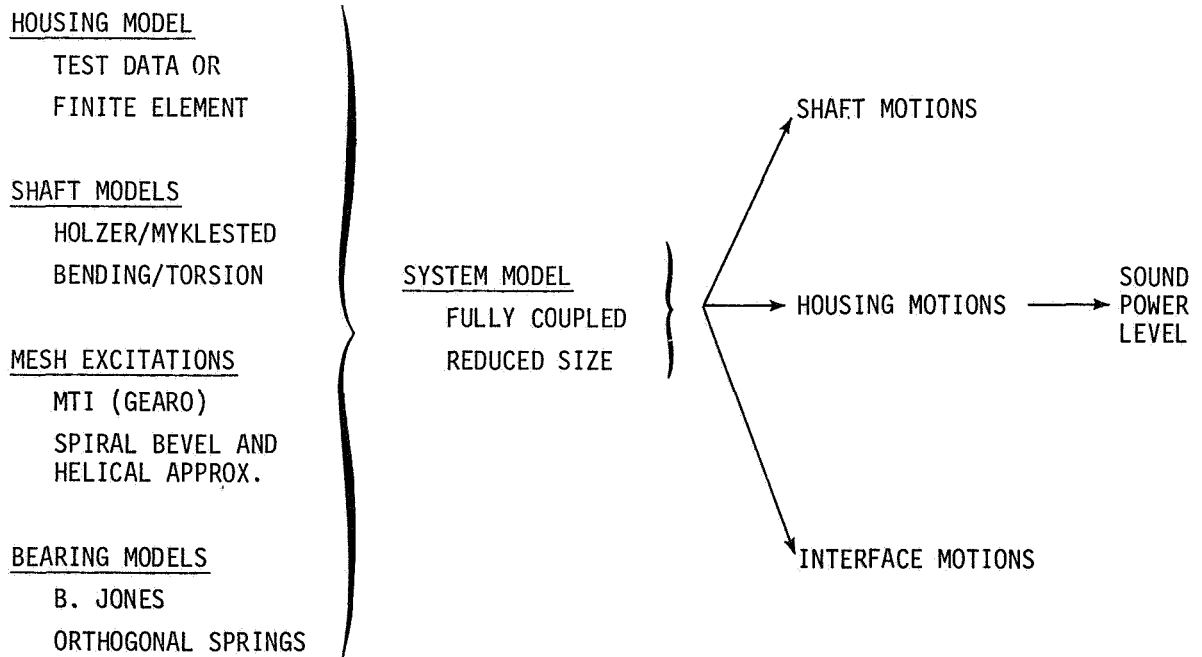 HOUSING MODEL
TEST DATA OR
FINITE ELEMENT
SHAFT MODELS
HOLZER/MYKLESTED
BENDING/TORSION
MESH EXCITATIONS
MTI (GEARO)
SPIRAL BEVEL AND
HELICAL APPROX.
BEARING MODELS
B. JONES
ORTHOGONAL SPRINGS
SYSTEM MODEL
FULLY COUPLED
REDUCED SIZE
SHAFT MOTIONS
HOUSING MOTIONS
INTERFACE MOTIONS
SOUND
POWER
LEVEL